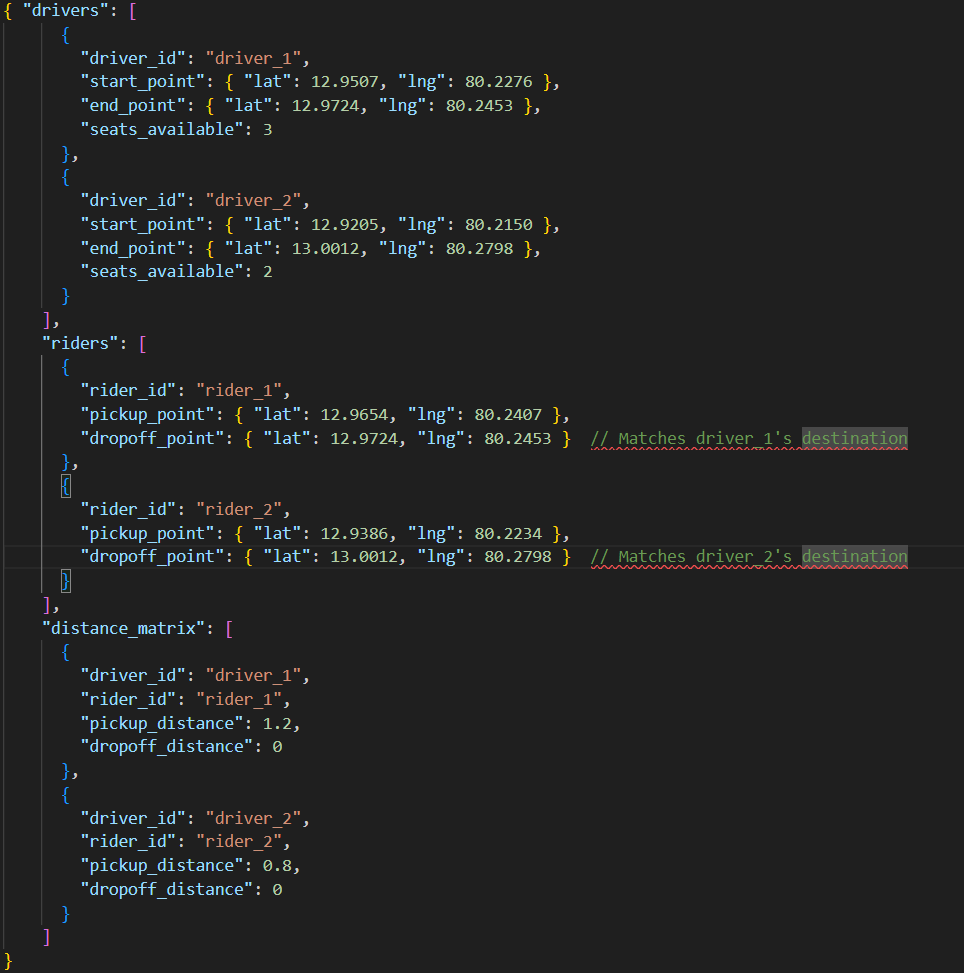 { "drivers": [
{
"driver_id": "driver_1",
"start_point": { "lat": 12.9507, "lng": 80.2276 },
"end_point": { "lat": 12.9724, "lng": 80.2453 },
"seats_available": 3
},
{
"driver_id": "driver_2",
"start_point": { "lat": 12.9205, "lng": 80.2150 },
"end_point": { "lat": 13.0012, "lng": 80.2798 },
"seats_available": 2
}
],
"riders": [
{
"rider_id": "rider_1",
"pickup_point": { "lat": 12.9654, "lng": 80.2407 },
"dropoff_point": { "lat": 12.9724, "lng": 80.2453 }  // Matches driver_1's destination
},
{
"rider_id": "rider_2",
"pickup_point": { "lat": 12.9386, "lng": 80.2234 },
"dropoff_point": { "lat": 13.0012, "lng": 80.2798 }  // Matches driver_2's destination
}
],
"distance_matrix": [
{
"driver_id": "driver_1",
"rider_id": "rider_1",
"pickup_distance": 1.2,
"dropoff_distance": 0
},
{
"driver_id": "driver_2",
"rider_id": "rider_2",
"pickup_distance": 0.8,
"dropoff_distance": 0
}
]
}